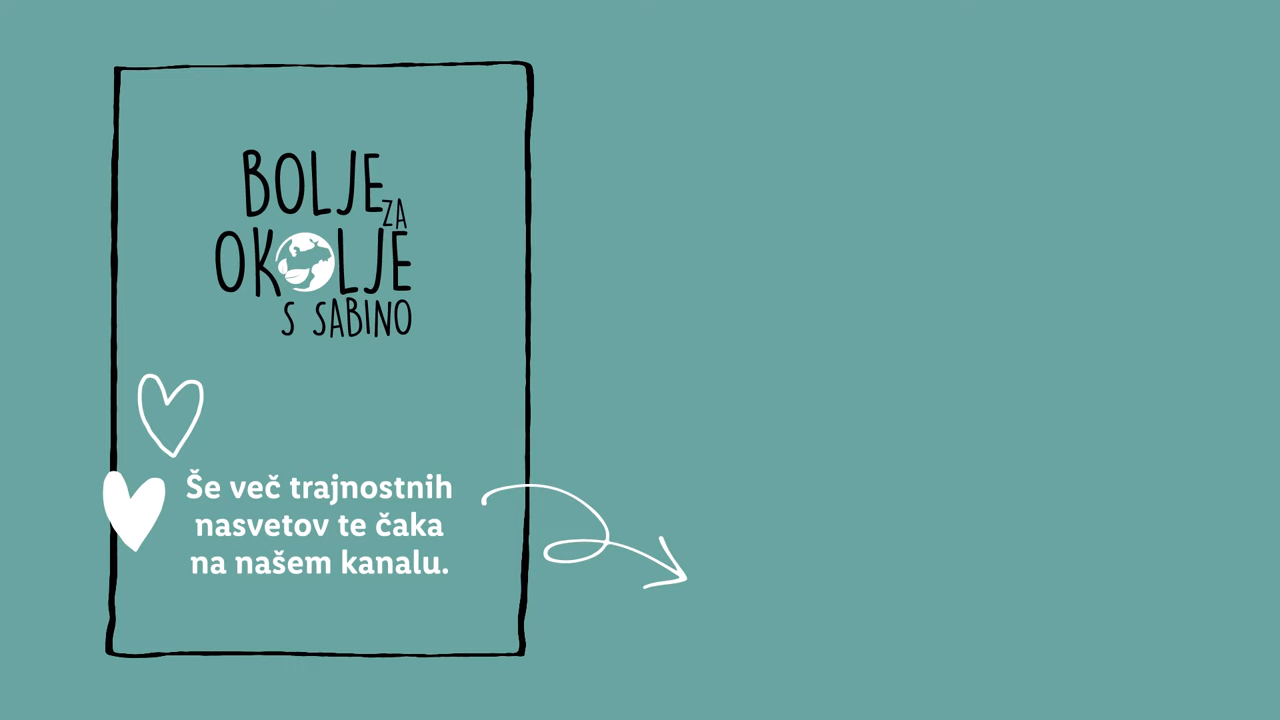 BOLJE ZA
OKOLJE
S SABINO
Še več trajnostnih
nasvetov te čaka
na našem kanalu.